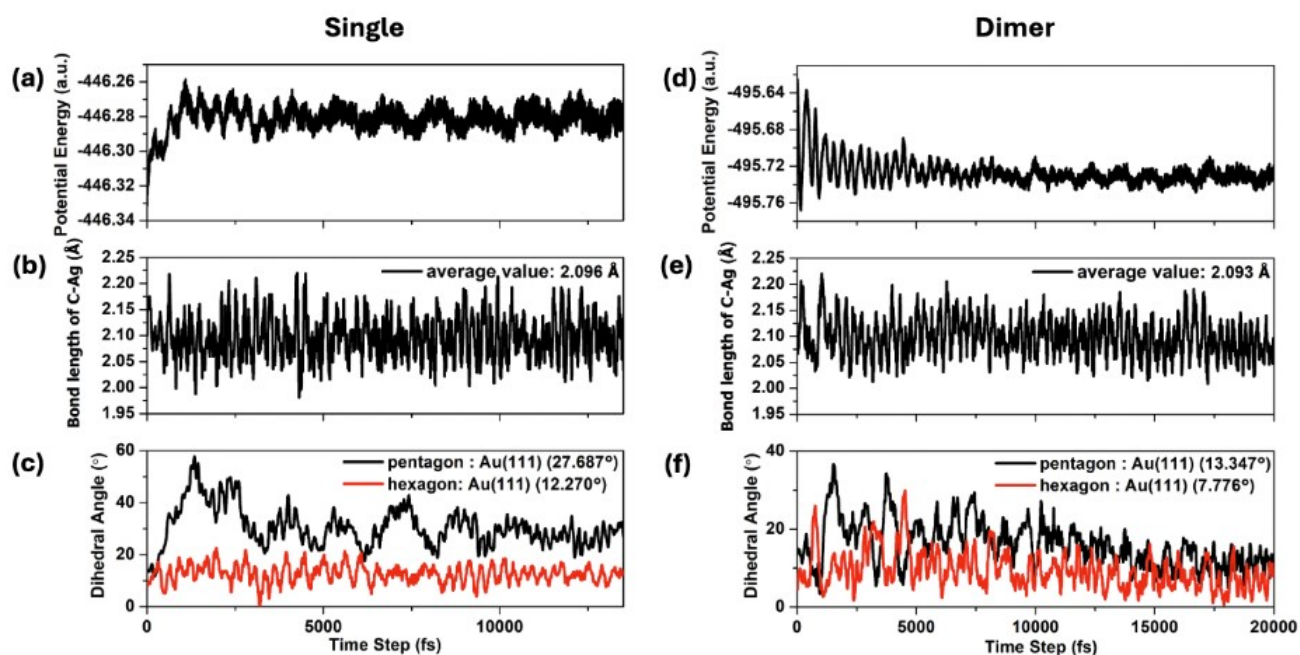 Single
Dimer
(a)
Potential Energy (a.u.)
-446.26
-446.28
-446.30
-446.32
-446.34
(b)
Bond length of C-Ag (Å)
2.25
2.20
2.15
2.10
2.05
2.00
1.95
average value: 2.096 Å
(c)
Dihedral Angle (°)
60
40
20
0
pentagon : Au(111) (27.687°)
hexagon: Au(111) (12.270°)
0
5000
10000
Time Step (fs)
(d)
Potential Energy (a.u.)
-495.64
-495.68
-495.72
-495.76
(e)
Bond length of C-Ag (Å)
2.25
2.20
2.15
2.10
2.05
2.00
1.95
average value: 2.093 Å
(f)
Dihedral Angle (°)
40
20
0
pentagon : Au(111) (13.347°)
hexagon : Au(111) (7.776°)
0
5000
10000
15000
20000
Time Step (fs)